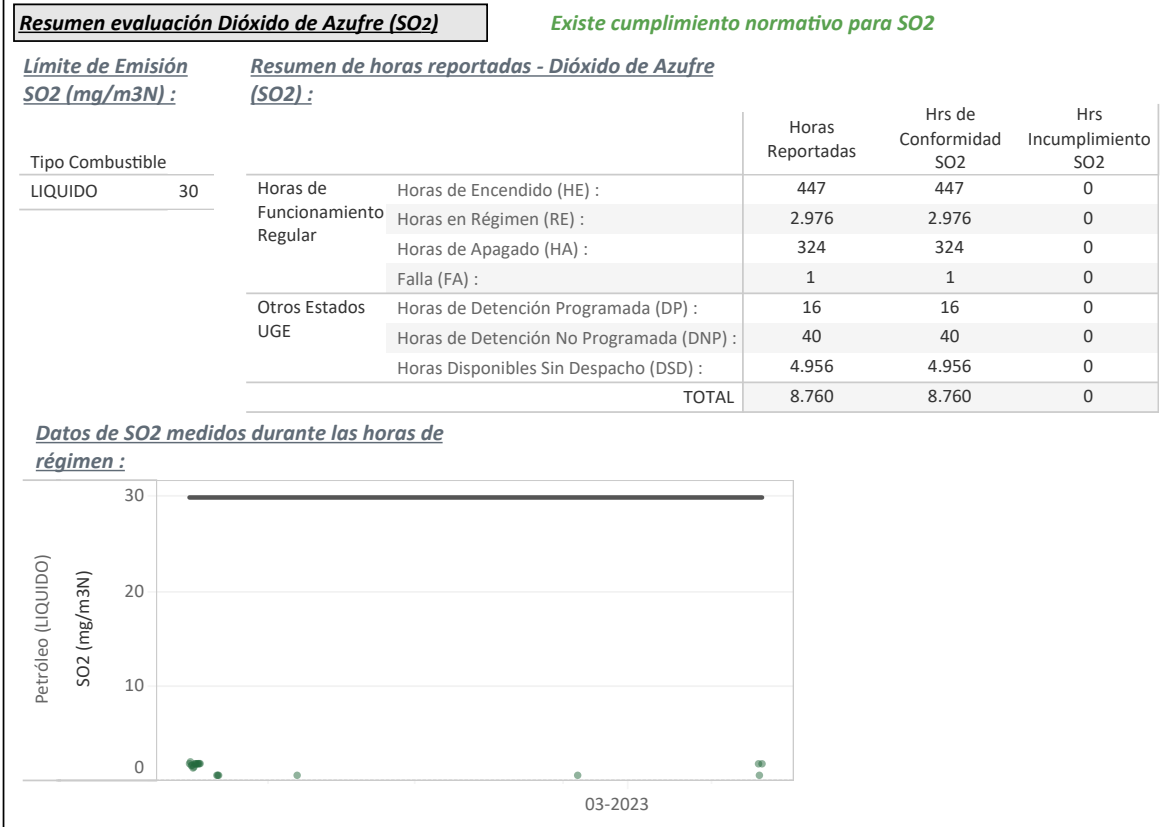 Resumen evaluación Dióxido de Azufre (SO2)
Existe cumplimiento normativo para SO2
Límite de Emisión
SO2 (mg/m3N) :
Tipo Combustible
LIQUIDO 30
Resumen de horas reportadas - Dióxido de Azufre
(SO2) :
Horas
Reportadas
Hrs de
Conformidad
SO2
Hrs
Incumplimiento
SO2
Horas de
Funcionamiento
Regular
Horas de Encendido (HE) : 447 447 0
Horas en Régimen (RE) : 2.976 2.976 0
Horas de Apagado (HA) : 324 324 0
Falla (FA) : 1 1 0
Otros Estados
UGE
Horas de Detención Programada (DP) : 16 16 0
Horas de Detención No Programada (DNP) : 40 40 0
Horas Disponibles Sin Despacho (DSD) : 4.956 4.956 0
TOTAL 8.760 8.760 0
Datos de SO2 medidos durante las horas de
régimen :
Petróleo (LIQUIDO)
SO2 (mg/m3N)
30
20
10
0
03-2023